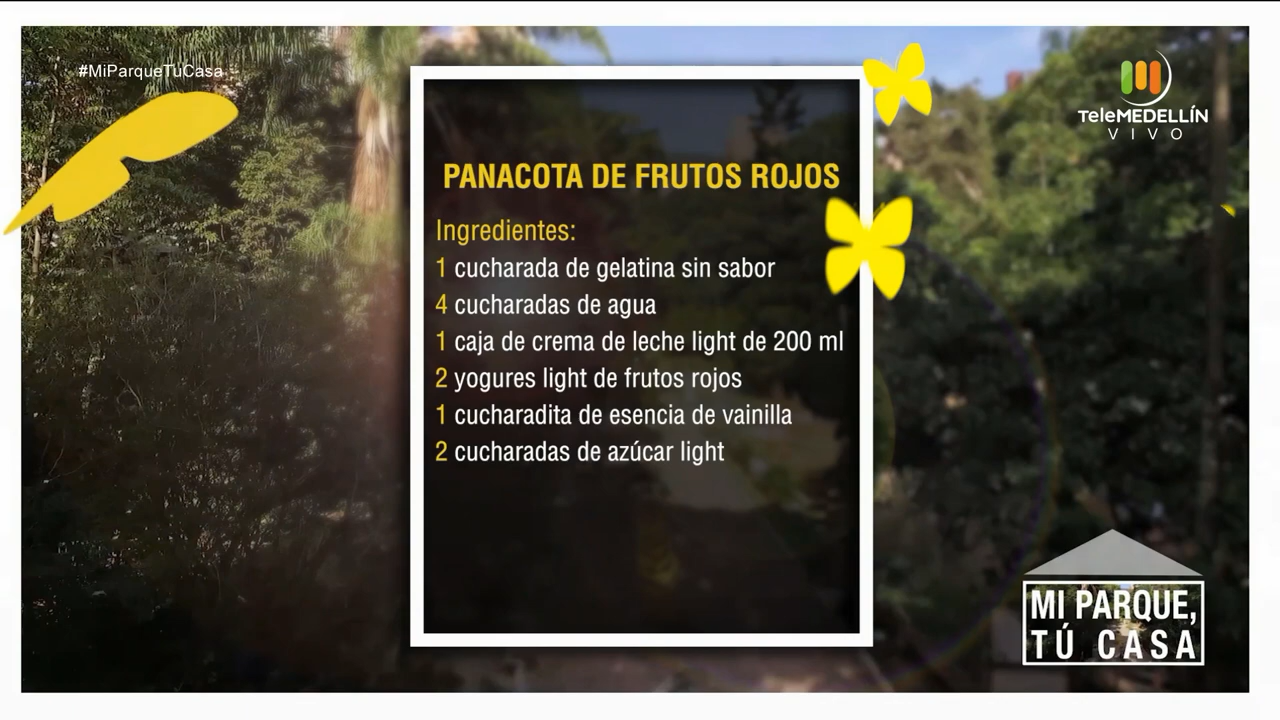 #MiParqueTuCasa
TeleMEDELLÍN
VIVO
PANACOTA DE FRUTOS ROJOS
Ingredientes:
1 cucharada de gelatina sin sabor
4 cucharadas de agua
1 caja de crema de leche light de 200 ml
2 yogures light de frutos rojos
1 cucharadita de esencia de vainilla
2 cucharadas de azúcar light
MI PARQUE,
TÚ CASA